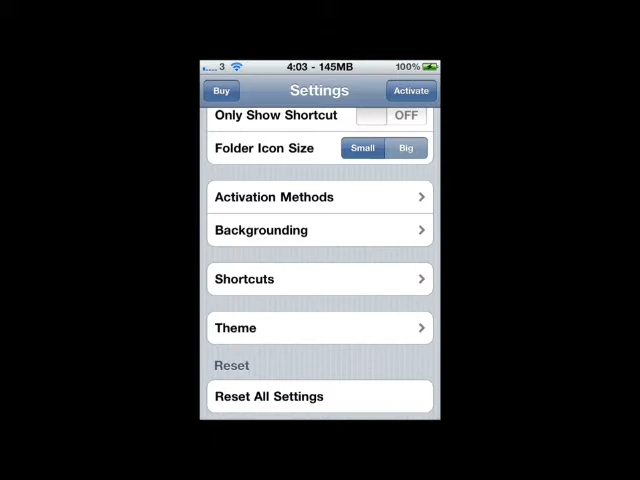 3 4:03 - 145MB 100%
Buy Settings Activate
Only Show Shortcut OFF
Folder Icon Size Small Big
Activation Methods
Backgrounding
Shortcuts
Theme
Reset
Reset All Settings